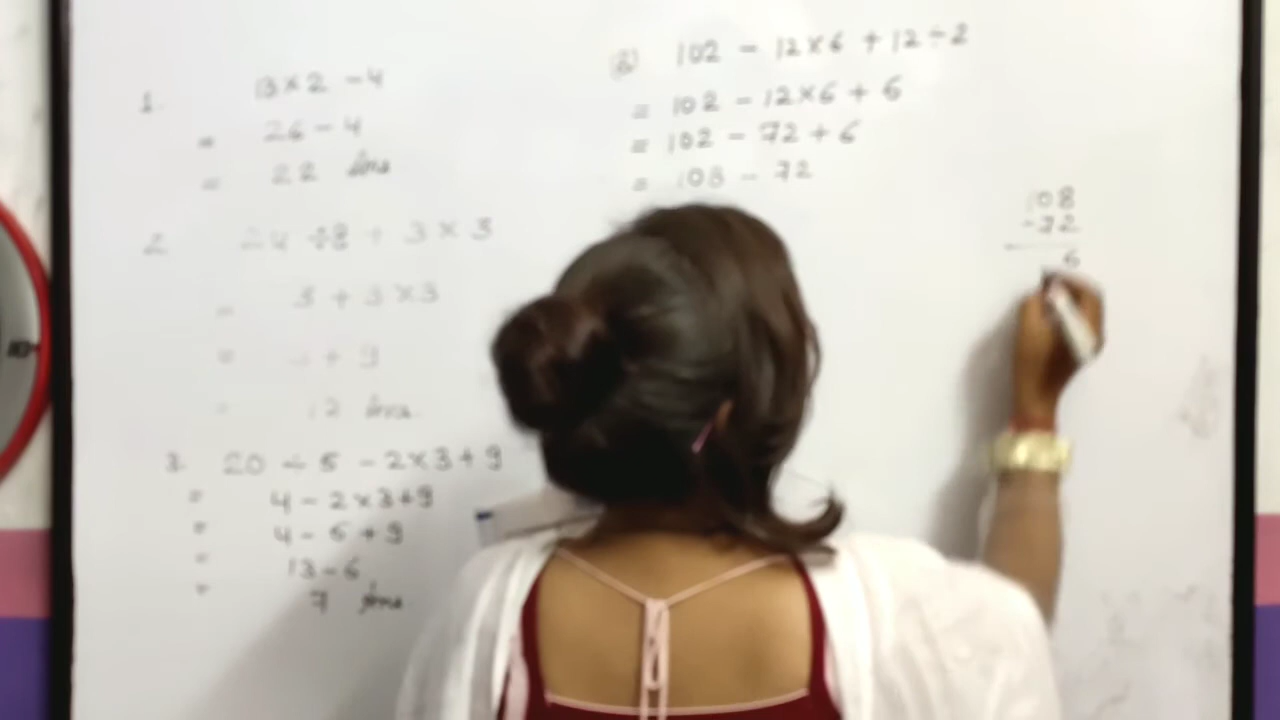 1. 13 × 2 - 4
= 26 - 4
= 22 Ans
2. 24 ÷ 8 + 3 × 3
= 3 + 3 × 3
= + 9
= 12 Ans.
3. 20 ÷ 5 - 2 × 3 + 9
= 4 - 2 × 3 + 9
= 4 - 6 + 9
= 13 - 6
= 7 Ans
102 - 12 × 6 + 12 ÷ 2
= 102 - 12 × 6 + 6
= 102 - 72 + 6
= 108 - 72
108
- 72
6
10